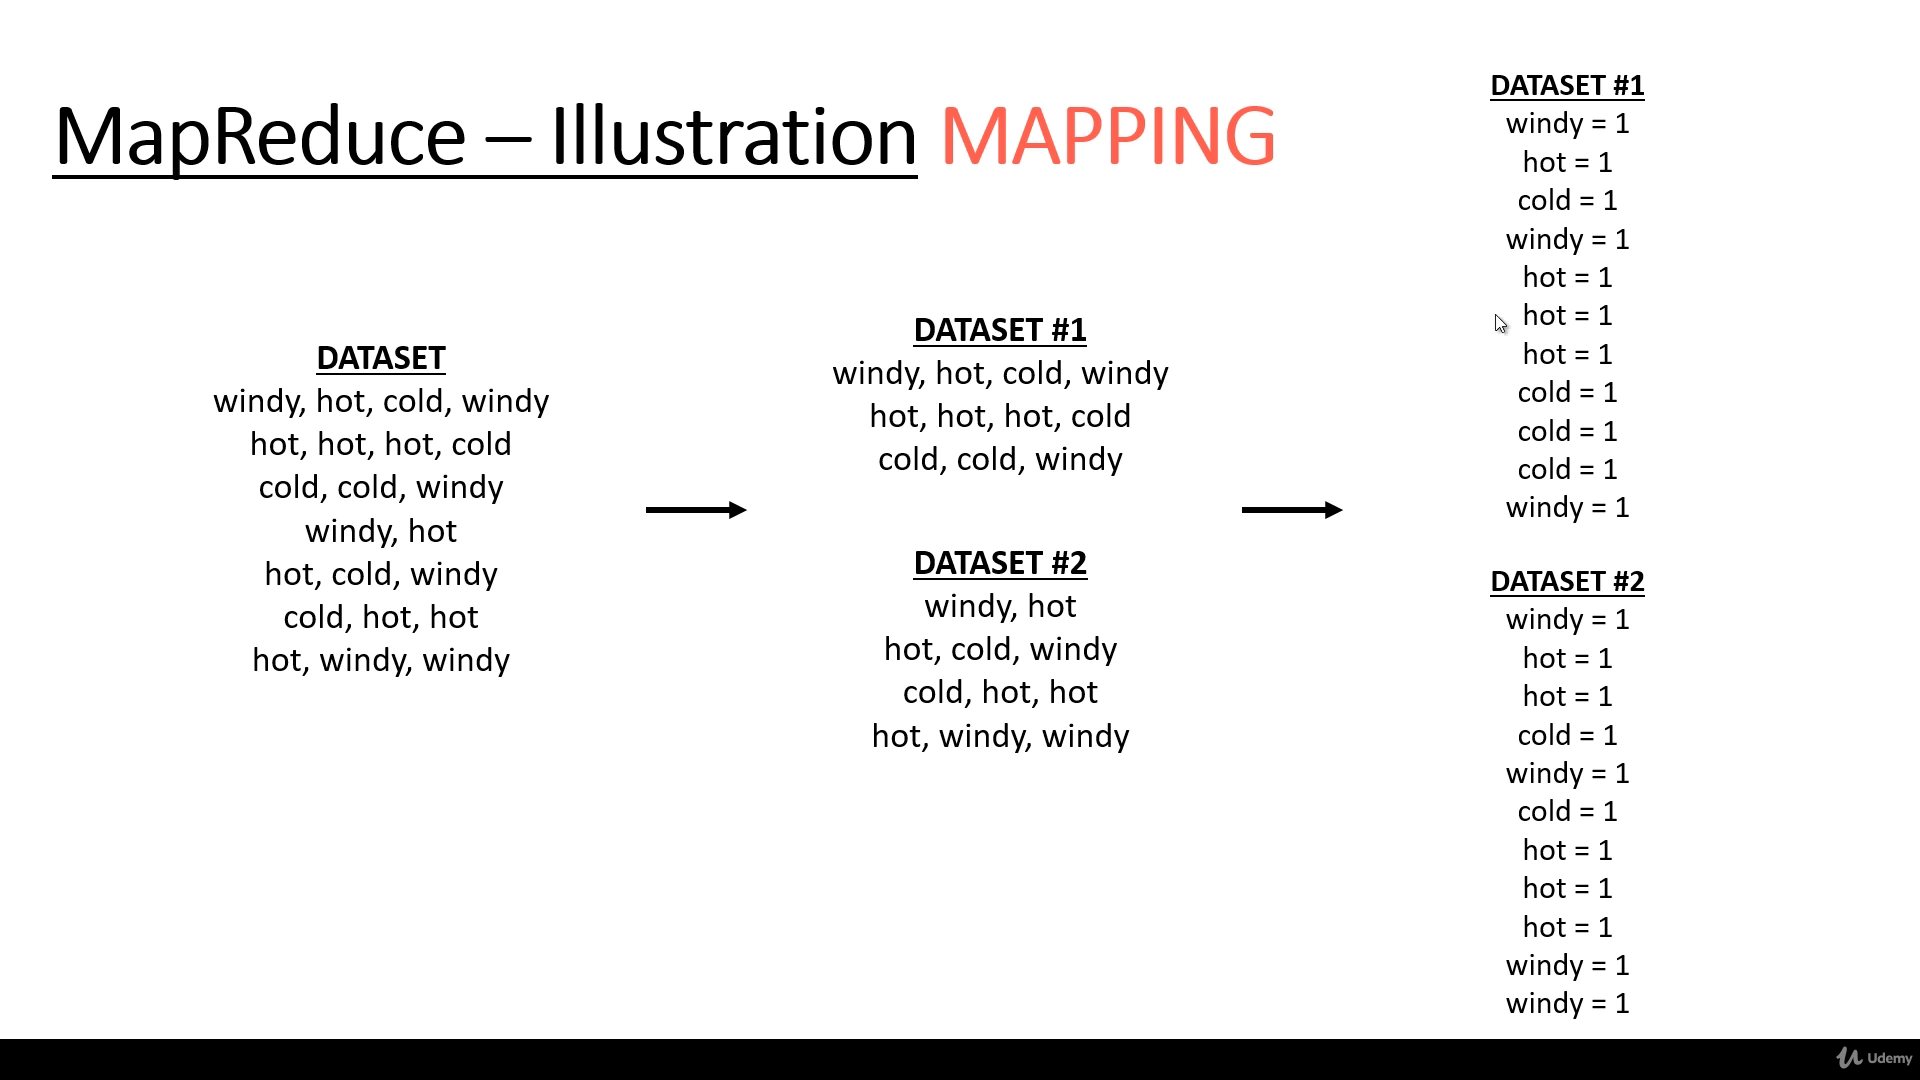 MapReduce – Illustration MAPPING
DATASET
windy, hot, cold, windy
hot, hot, hot, cold
cold, cold, windy
windy, hot
hot, cold, windy
cold, hot, hot
hot, windy, windy
DATASET #1
windy, hot, cold, windy
hot, hot, hot, cold
cold, cold, windy
DATASET #2
windy, hot
hot, cold, windy
cold, hot, hot
hot, windy, windy
DATASET #1
windy = 1
hot = 1
cold = 1
windy = 1
hot = 1
hot = 1
hot = 1
cold = 1
cold = 1
cold = 1
windy = 1
DATASET #2
windy = 1
hot = 1
hot = 1
cold = 1
windy = 1
cold = 1
hot = 1
hot = 1
hot = 1
windy = 1
windy = 1
Udemy